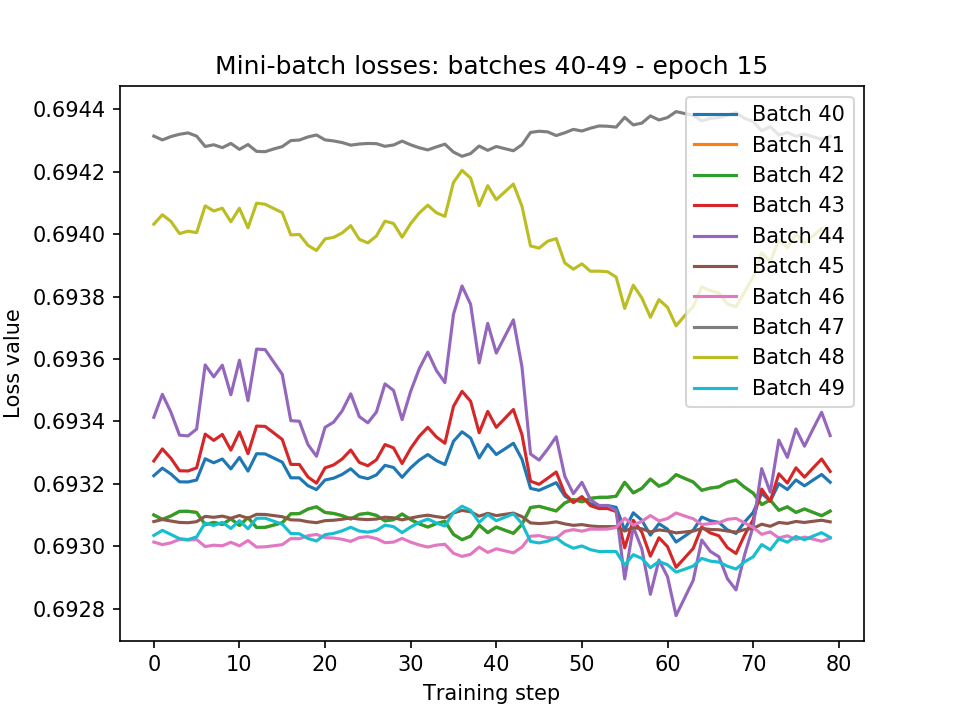 Mini-batch losses: batches 40-49 - epoch 15
Loss value
0.6944
0.6942
0.6940
0.6938
0.6936
0.6934
0.6932
0.6930
0.6928
Batch 40
Batch 41
Batch 42
Batch 43
Batch 44
Batch 45
Batch 46
Batch 47
Batch 48
Batch 49
0 10 20 30 40 50 60 70 80
Training step